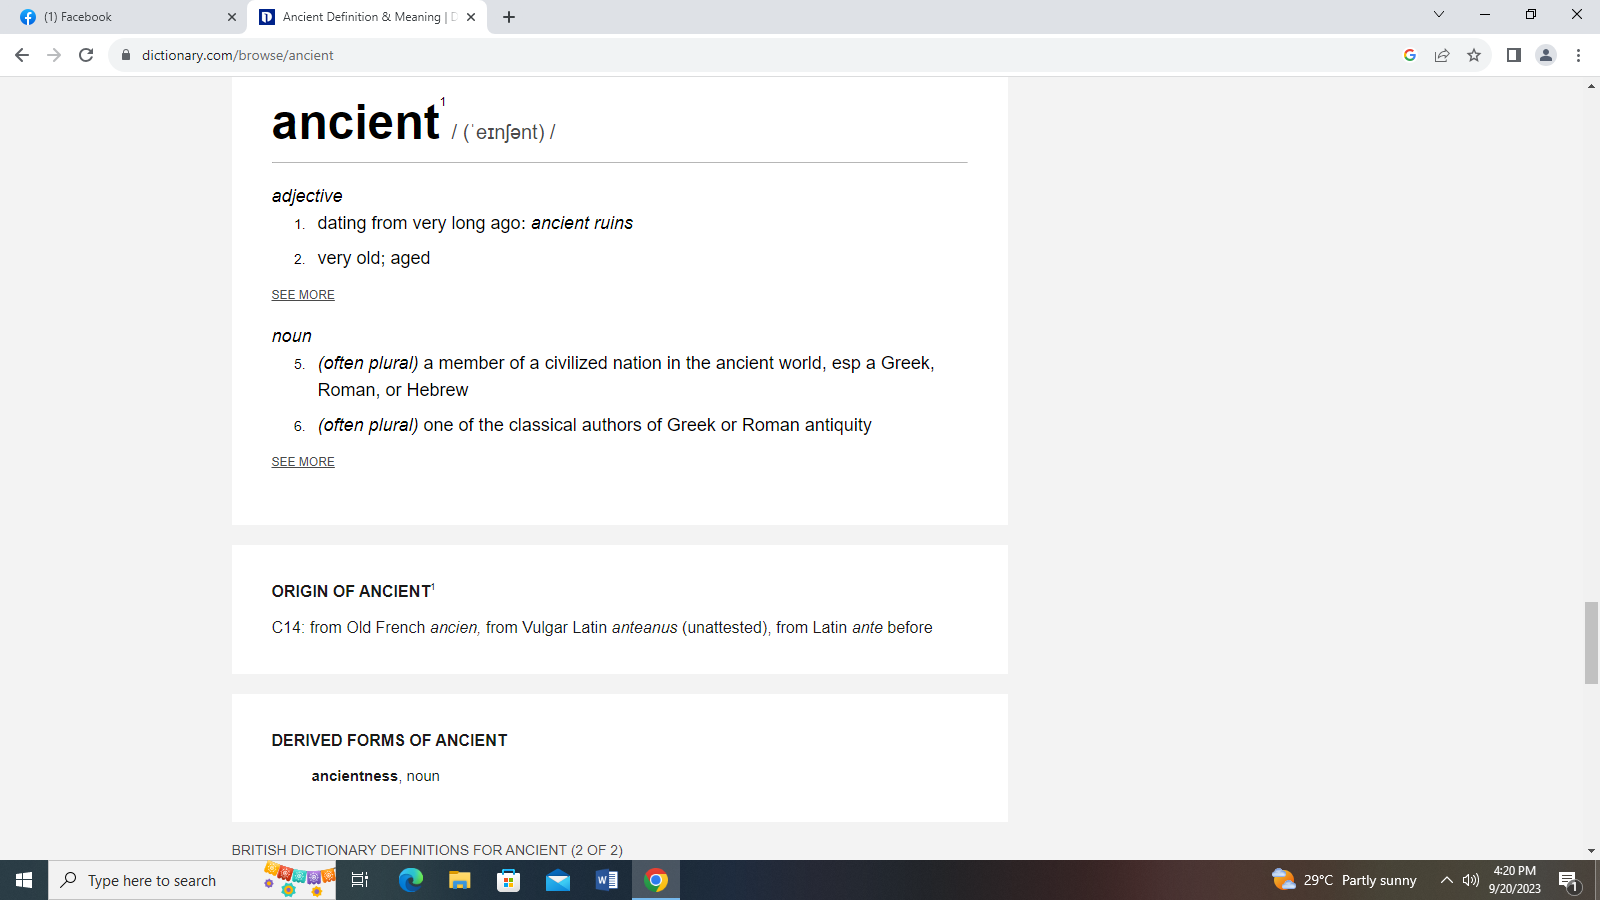 (1) Facebook
Ancient Definition & Meaning | D
dictionary.com/browse/ancient
ancient1 / (ˈeɪnʃənt) /
adjective
1. dating from very long ago: ancient ruins
2. very old; aged
SEE MORE
noun
5. (often plural) a member of a civilized nation in the ancient world, esp a Greek,
Roman, or Hebrew
6. (often plural) one of the classical authors of Greek or Roman antiquity
SEE MORE
ORIGIN OF ANCIENT1
C14: from Old French ancien, from Vulgar Latin anteanus (unattested), from Latin ante before
DERIVED FORMS OF ANCIENT
ancientness, noun
BRITISH DICTIONARY DEFINITIONS FOR ANCIENT (2 OF 2)
Type here to search
29°C Partly sunny
4:20 PM
9/20/2023
1